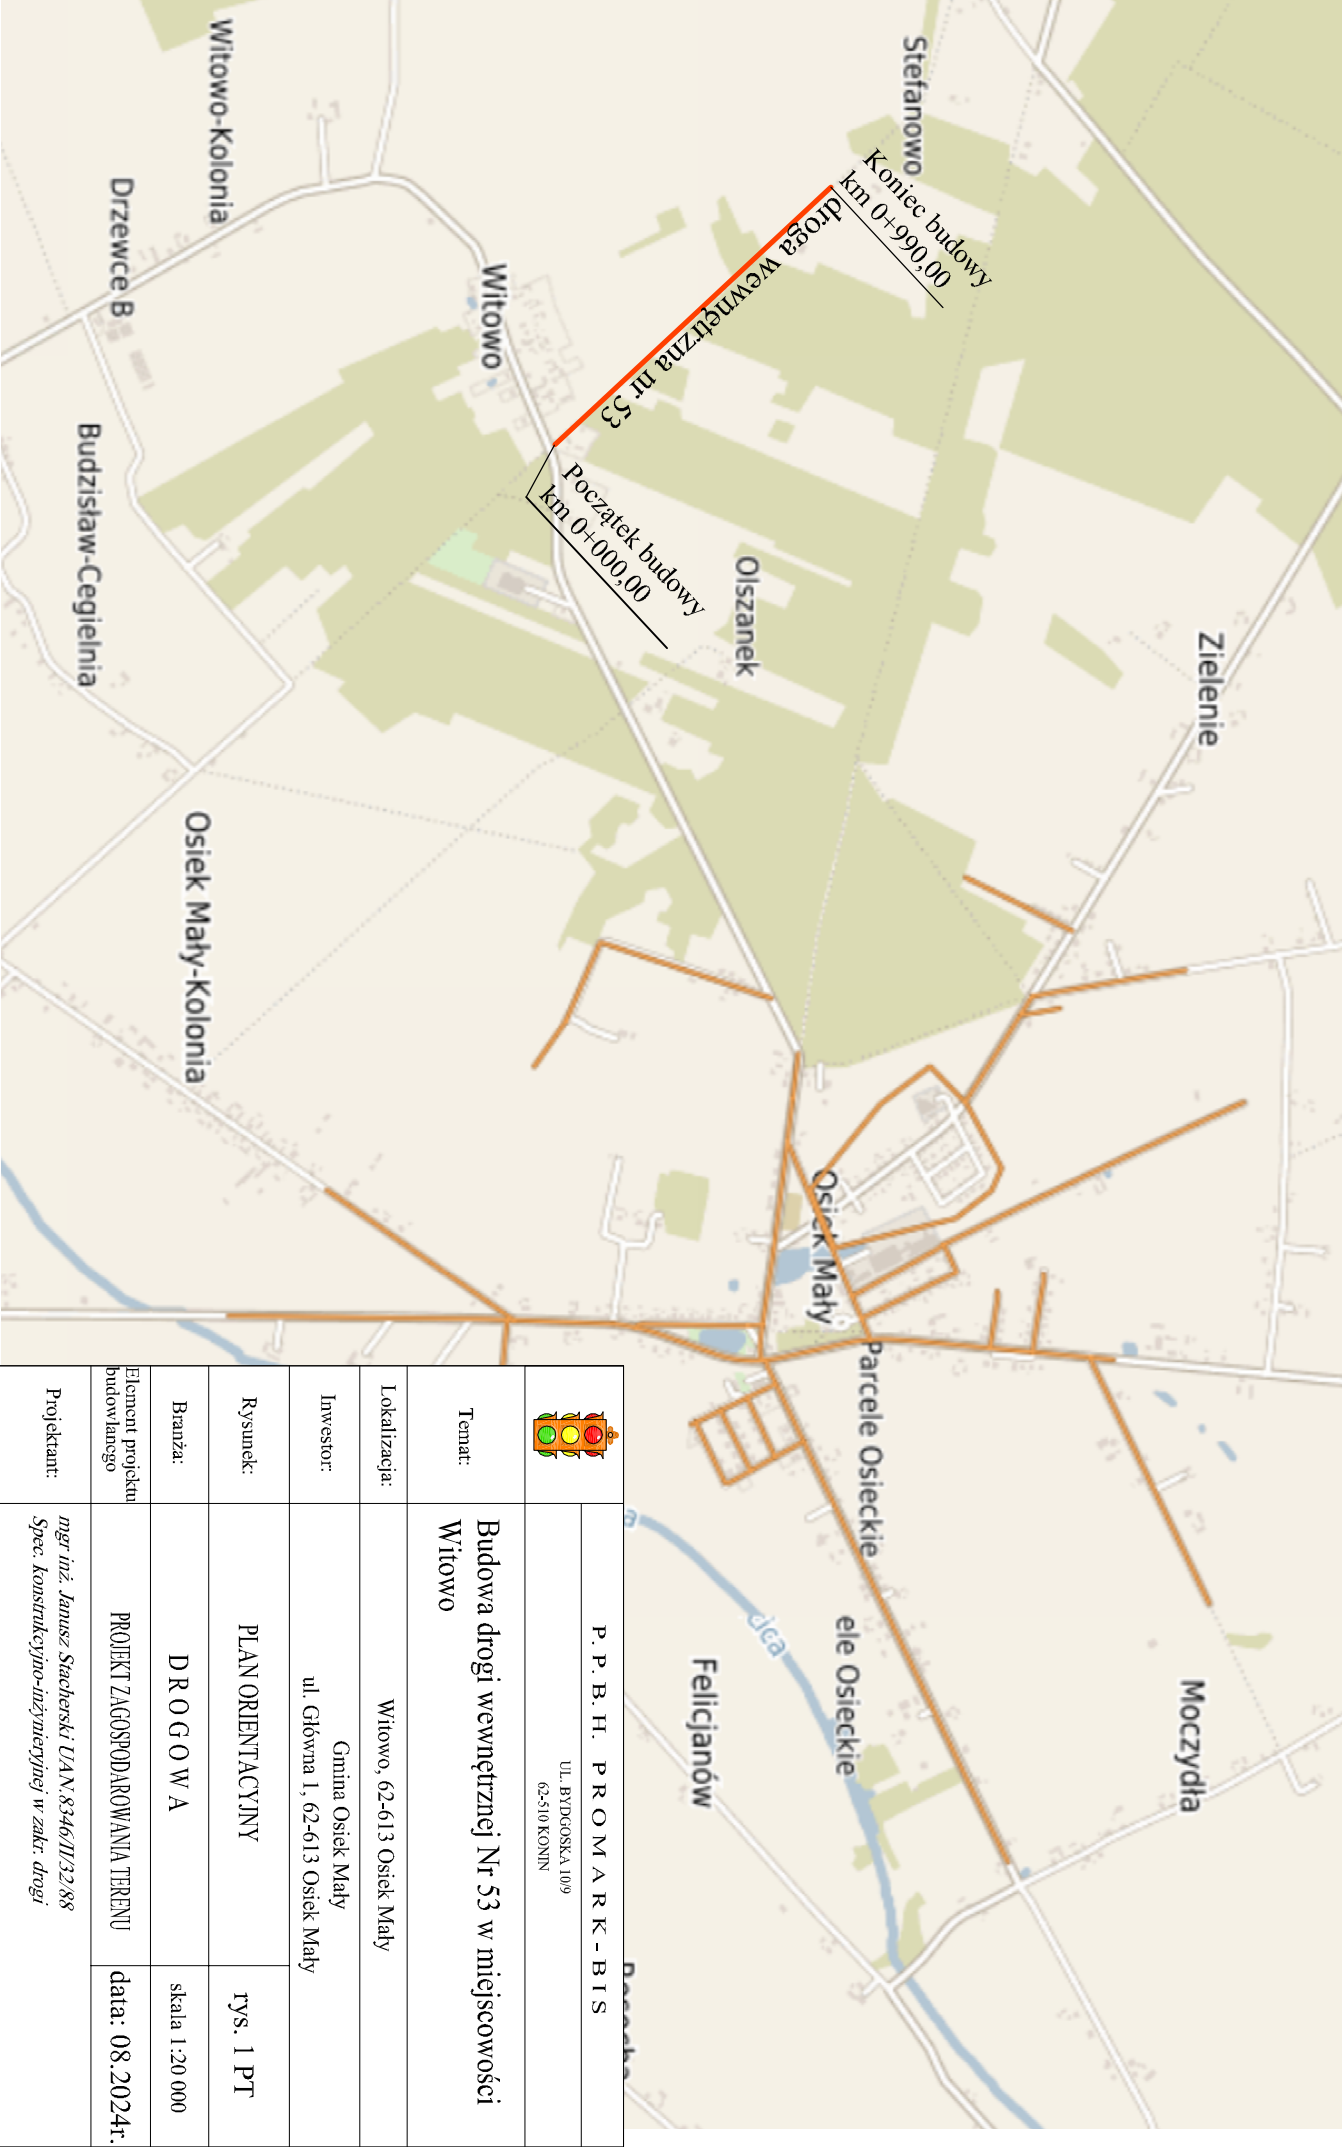 Stefanowo
Koniec budowy
km 0+990,00
droga wewnętrzna nr 53
Początek budowy
km 0+000,00
Witowo-Kolonia
Drzewce B
Witowo
Budzisław-Cegielnia
Olszanek
Zielenie
Osiek Mały-Kolonia
Osiek Mały
Parcele Osieckie
ele Osieckie
Felicjanów
Moczydła
P. P. B. H. PROMARK-BIS
UL. BYDGOSKA 10/9
62-510 KONIN
Temat:
Budowa drogi wewnętrznej Nr 53 w miejscowości
Witowo
Lokalizacja:
Witowo, 62-613 Osiek Mały
Inwestor:
Gmina Osiek Mały
ul. Główna 1, 62-613 Osiek Mały
Rysunek:
PLAN ORIENTACYJNY
rys. 1 PT
Branża:
DROGOWA
skala 1:20 000
Element projektu
budowlanego
PROJEKT ZAGOSPODAROWANIA TERENU
data: 08.2024r.
Projektant:
mgr inż. Janusz Stacherski UAN.8346/II/32/88
Spec. konstrukcyjno-inżynieryjnej w zakr. drogi